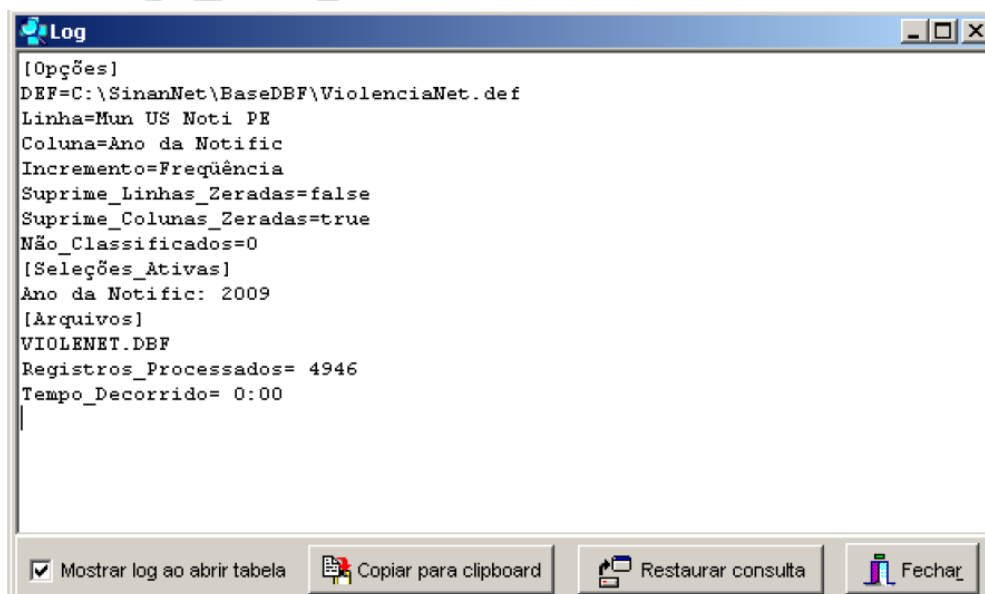 Log
[Opções]
DEF=C:\SinanNet\BaseDBF\ViolenciaNet.def
Linha=Mun US Noti PE
Coluna=Ano da Notific
Incremento=Freqüência
Suprime_Linhas_Zeradas=false
Suprime_Colunas_Zeradas=true
Não_Classificados=0
[Seleções_Ativas]
Ano da Notific: 2009
[Arquivos]
VIOLENET.DBF
Registros_Processados= 4946
Tempo_Decorrido= 0:00
Mostrar log ao abrir tabela Copiar para clipboard Restaurar consulta Fechar